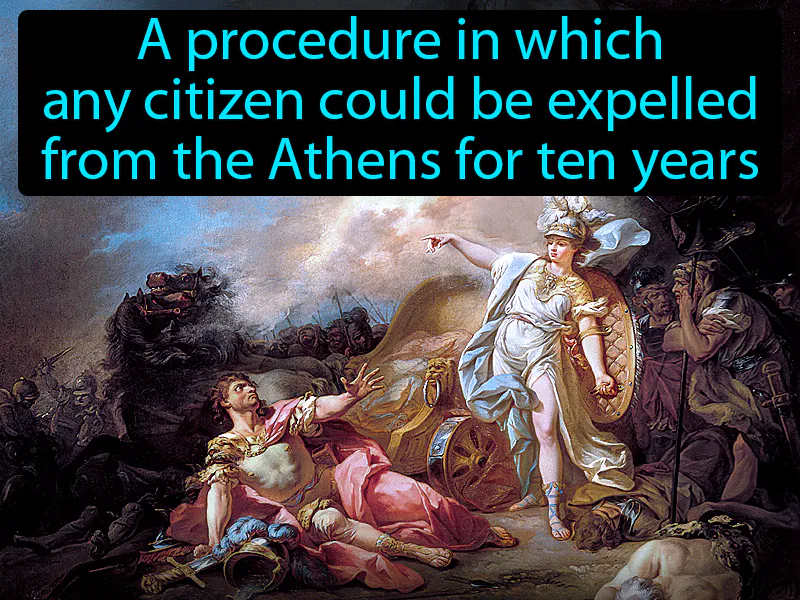 A procedure in which
any citizen could be expelled
from the Athens for ten years